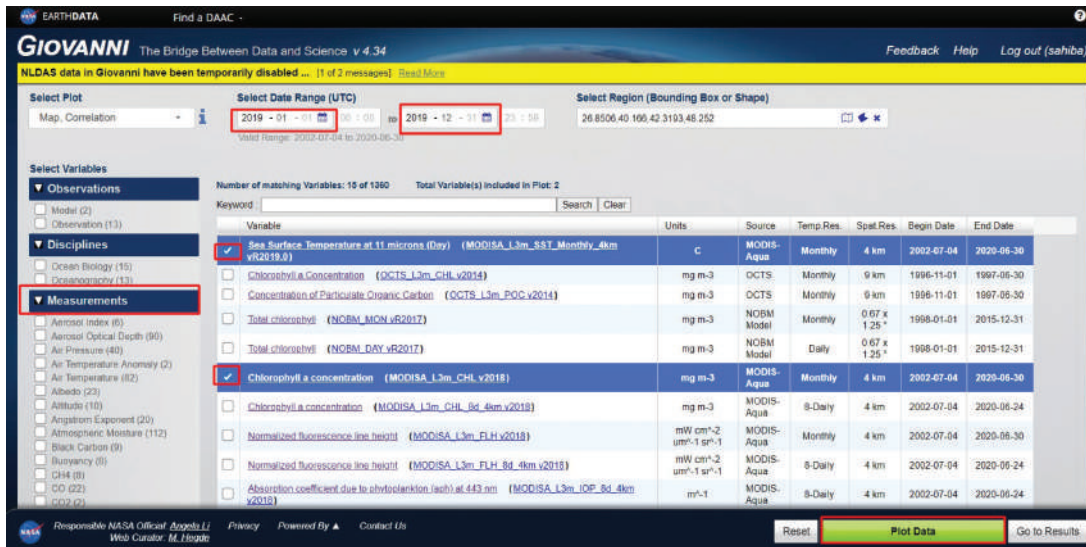 EARTHDATA Find a DAAC -
GIOVANNI The Bridge Between Data and Science v 4.34 Feedback Help Log out (sahiba)
NLDAS data in Giovanni have been temporarily disabled ... [1 of 2 messages] Read More
Select Plot Select Date Range (UTC) Select Region (Bounding Box or Shape)
Map, Correlation 2019 - 01 - 01 00 : 00 to 2019 - 12 - 31 23 : 59 26.8506,40.166,42.3193,48.252
Valid Range: 2002-07-04 to 2020-06-30
Select Variables
Observations
Model (2)
Observation (13)
Disciplines
Ocean Biology (15)
Oceanography (13)
Measurements
Aerosol Index (6)
Aerosol Optical Depth (90)
Air Pressure (40)
Air Temperature Anomaly (2)
Air Temperature (82)
Albedo (23)
Altitude (10)
Angstrom Exponent (20)
Atmospheric Moisture (112)
Black Carbon (9)
Buoyancy
CH4
CO (22)
CO2 (2)
Number of matching Variables: 15 of 1360 Total Variable(s) included in Plot: 2
Keyword : Search Clear
Variable Units Source Temp.Res. Spat.Res. Begin Date End Date
Sea Surface Temperature at 11 microns (Day) (MODISA_L3m_SST_Monthly_4km vR2019.0) C MODIS-Aqua Monthly 4 km 2002-07-04 2020-06-30
Chlorophyll a Concentration (OCTS_L3m_CHL v2014) mg m-3 OCTS Monthly 9 km 1996-11-01 1997-06-30
Concentration of Particulate Organic Carbon (OCTS_L3m_POC v2014) mg m-3 OCTS Monthly 9 km 1996-11-01 1997-06-30
Total chlorophyll (NOBM_MON vR2017) mg m-3 NOBM Model Monthly 0.67 x 1.25 ° 1998-01-01 2015-12-31
Total chlorophyll (NOBM_DAY vR2017) mg m-3 NOBM Model Daily 0.67 x 1.25 ° 1998-01-01 2015-12-31
Chlorophyll a concentration (MODISA_L3m_CHL v2018) mg m-3 MODIS-Aqua Monthly 4 km 2002-07-04 2020-06-30
Chlorophyll a concentration (MODISA_L3m_CHL_8d_4km v2018) mg m-3 MODIS-Aqua 8-Daily 4 km 2002-07-04 2020-06-24
Normalized fluorescence line height (MODISA_L3m_FLH v2018) mW cm^-2 um^-1 sr^-1 MODIS-Aqua Monthly 4 km 2002-07-04 2020-06-30
Normalized fluorescence line height (MODISA_L3m_FLH_8d_4km v2018) mW cm^-2 um^-1 sr^-1 MODIS-Aqua 8-Daily 4 km 2002-07-04 2020-06-24
Absorption coefficient due to phytoplankton (aph) at 443 nm (MODISA_L3m_IOP_8d_4km v2018) m^-1 MODIS-Aqua 8-Daily 4 km 2002-07-04 2020-06-24
NASA Responsible NASA Official: Angela Li Privacy Powered By ▲ Contact Us Reset Plot Data Go to Results
Web Curator: M. Hegde